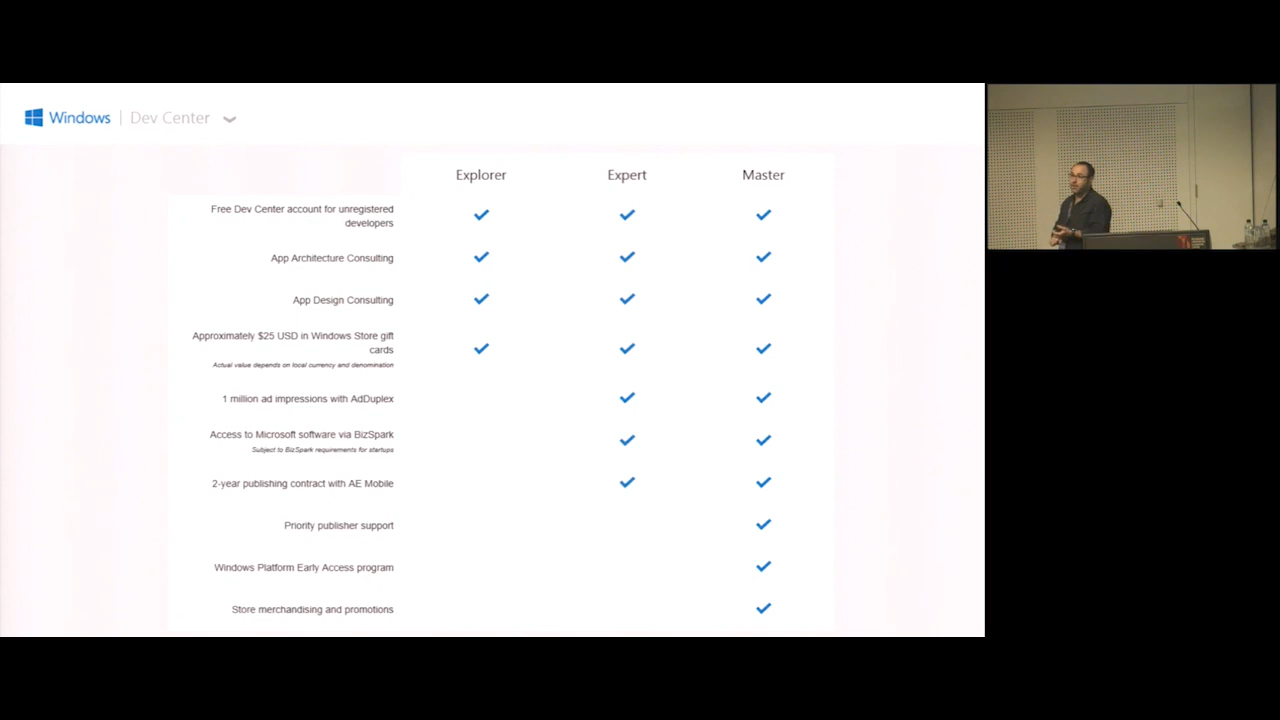 Windows | Dev Center
Explorer Expert Master
Free Dev Center account for unregistered
developers
App Architecture Consulting
App Design Consulting
Approximately $25 USD in Windows Store gift
cards
Actual value depends on local currency and denomination
1 million ad impressions with AdDuplex
Access to Microsoft software via BizSpark
Subject to BizSpark requirements for startups
2-year publishing contract with AE Mobile
Priority publisher support
Windows Platform Early Access program
Store merchandising and promotions